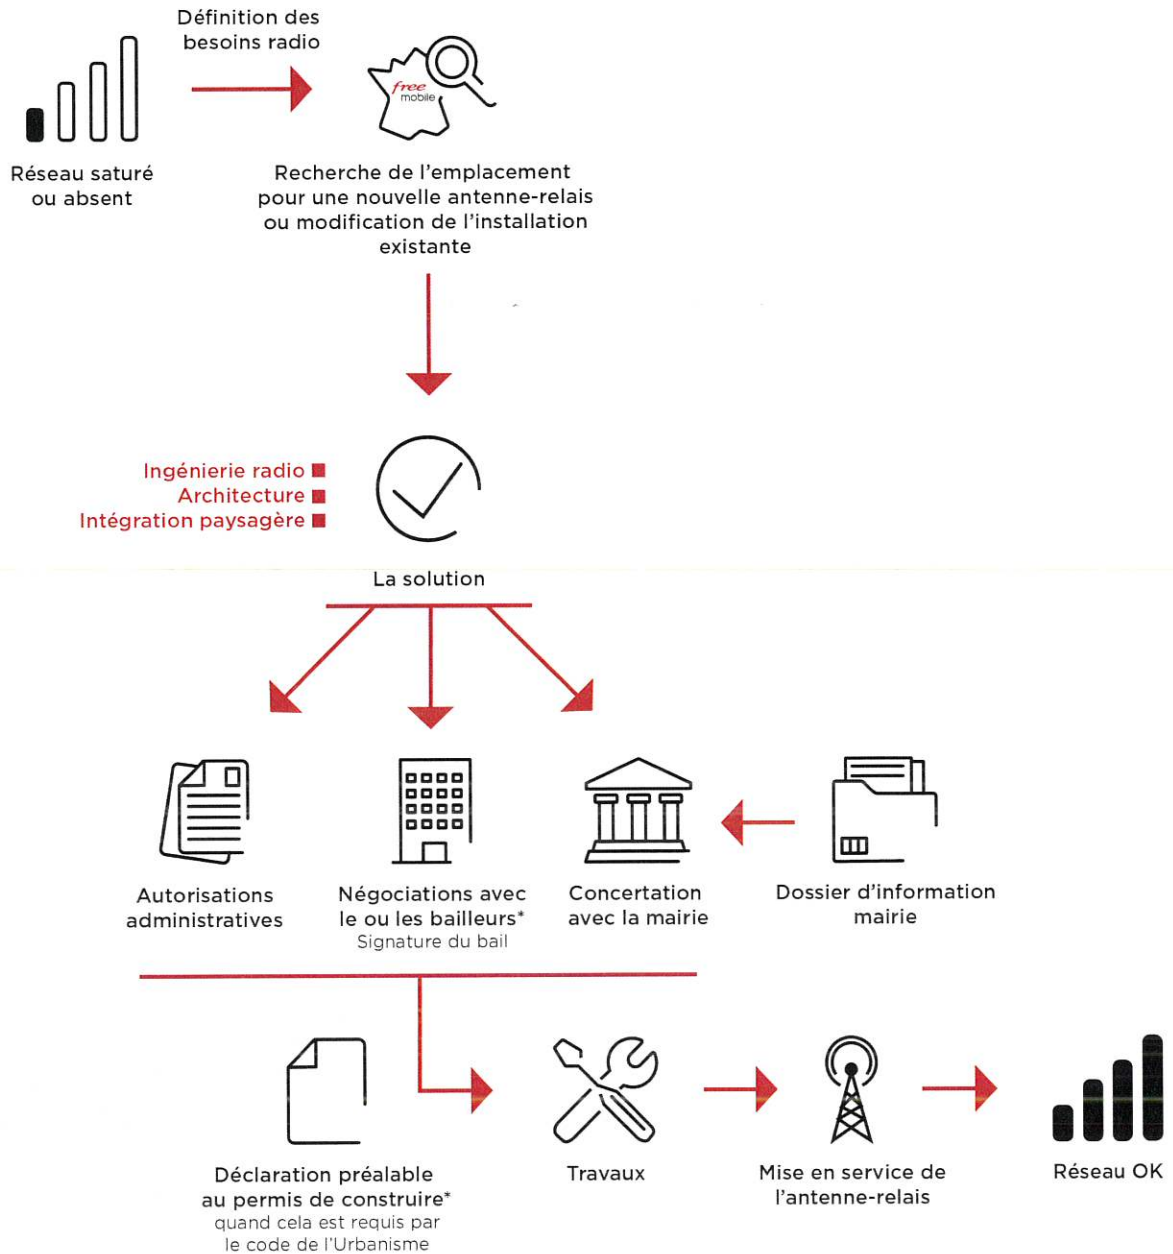 Définition des
besoins radio
free
mobile
Réseau saturé
ou absent
Recherche de l'emplacement
pour une nouvelle antenne-relais
ou modification de l'installation
existante
Ingénierie radio
Architecture
Intégration paysagère
La solution
Autorisations
administratives
Négociations avec
le ou les bailleurs*
Signature du bail
Concertation
avec la mairie
Dossier d'information
mairie
Déclaration préalable
au permis de construire*
quand cela est requis par
le code de l'Urbanisme
Travaux
Mise en service de
l'antenne-relais
Réseau OK